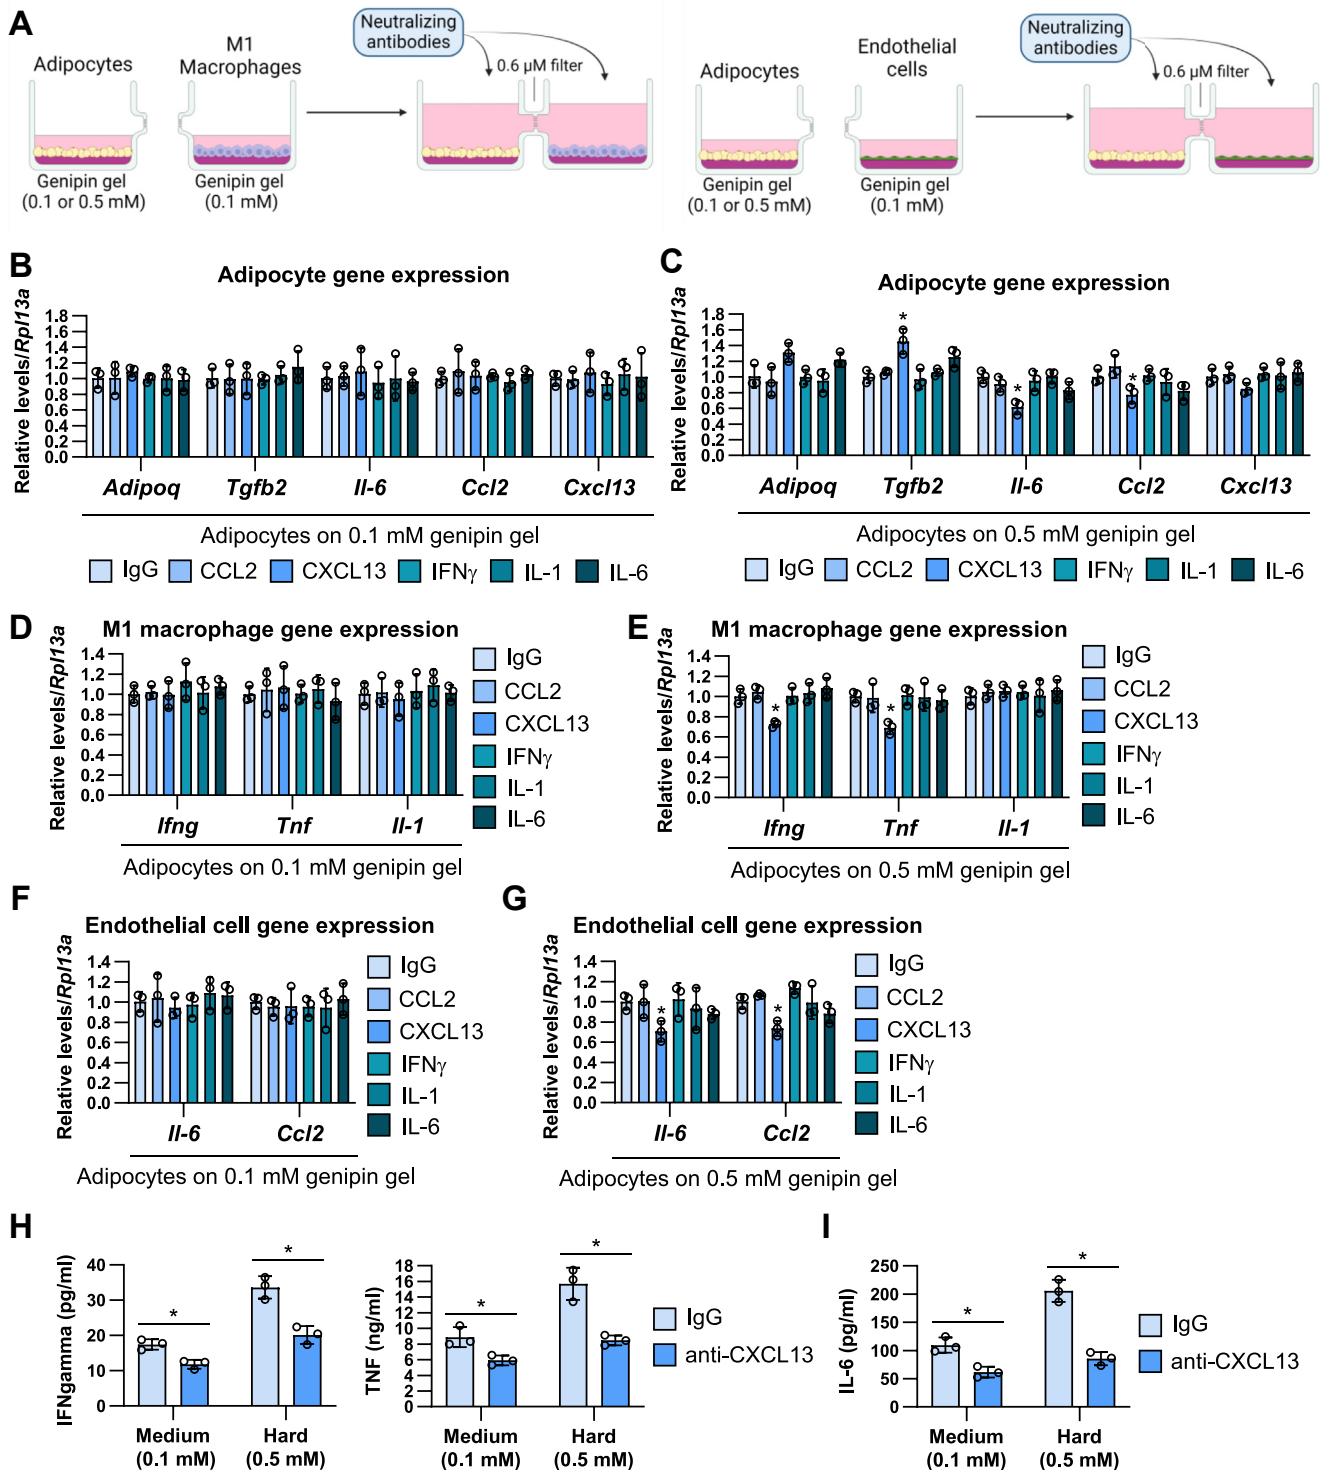 A
Adipocytes
M1
Macrophages
Neutralizing
antibodies
0.6 µM filter
Genipin gel
(0.1 or 0.5 mM)
Genipin gel
(0.1 mM)
Adipocytes
Endothelial
cells
Neutralizing
antibodies
0.6 µM filter
Genipin gel
(0.1 or 0.5 mM)
Genipin gel
(0.1 mM)
B
Adipocyte gene expression
Relative levels/Rpl13a
1.8
1.6
1.4
1.2
1.0
0.8
0.6
0.4
0.2
0.0
Adipoq Tgfb2 Il-6 Ccl2 Cxcl13
Adipocytes on 0.1 mM genipin gel
IgG CCL2 CXCL13 IFNγ IL-1 IL-6
C
Adipocyte gene expression
Relative levels/Rpl13a
1.8
1.6
1.4
1.2
1.0
0.8
0.6
0.4
0.2
0.0
* * *
Adipoq Tgfb2 Il-6 Ccl2 Cxcl13
Adipocytes on 0.5 mM genipin gel
IgG CCL2 CXCL13 IFNγ IL-1 IL-6
D
M1 macrophage gene expression
Relative levels/Rpl13a
1.4
1.2
1.0
0.8
0.6
0.4
0.2
0.0
Ifng Tnf Il-1
Adipocytes on 0.1 mM genipin gel
IgG
CCL2
CXCL13
IFNγ
IL-1
IL-6
E
M1 macrophage gene expression
Relative levels/Rpl13a
1.4
1.2
1.0
0.8
0.6
0.4
0.2
0.0
* *
Ifng Tnf Il-1
Adipocytes on 0.5 mM genipin gel
IgG
CCL2
CXCL13
IFNγ
IL-1
IL-6
F
Endothelial cell gene expression
Relative levels/Rpl13a
1.4
1.2
1.0
0.8
0.6
0.4
0.2
0.0
Il-6 Ccl2
Adipocytes on 0.1 mM genipin gel
IgG
CCL2
CXCL13
IFNγ
IL-1
IL-6
G
Endothelial cell gene expression
Relative levels/Rpl13a
1.4
1.2
1.0
0.8
0.6
0.4
0.2
0.0
* *
Il-6 Ccl2
Adipocytes on 0.5 mM genipin gel
IgG
CCL2
CXCL13
IFNγ
IL-1
IL-6
H
IFNgamma (pg/ml)
40
30
20
10
0
* *
Medium
(0.1 mM)
Hard
(0.5 mM)
TNF (ng/ml)
18
16
14
12
10
8
6
4
2
0
* *
Medium
(0.1 mM)
Hard
(0.5 mM)
IgG
anti-CXCL13
I
IL-6 (pg/ml)
250
200
150
100
50
0
* *
Medium
(0.1 mM)
Hard
(0.5 mM)
IgG
anti-CXCL13